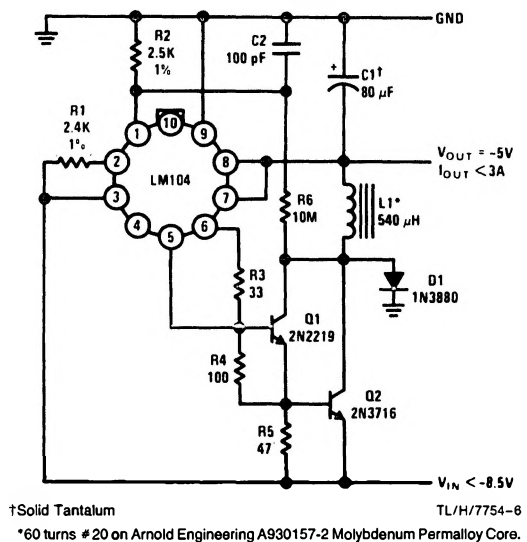 GND
R2
2.5K
1%
C2
100 pF
+
C1†
80 µF
R1
2.4K
1%
10
1
9
2
8
LM104
3
7
4
6
5
VOUT = -5V
IOUT < 3A
R6
10M
L1*
540 µH
R3
33
D1
1N3880
Q1
2N2219
R4
100
Q2
2N3716
R5
47
VIN < -8.5V
†Solid Tantalum
TL/H/7754-6
*60 turns #20 on Arnold Engineering A930157-2 Molybdenum Permalloy Core.